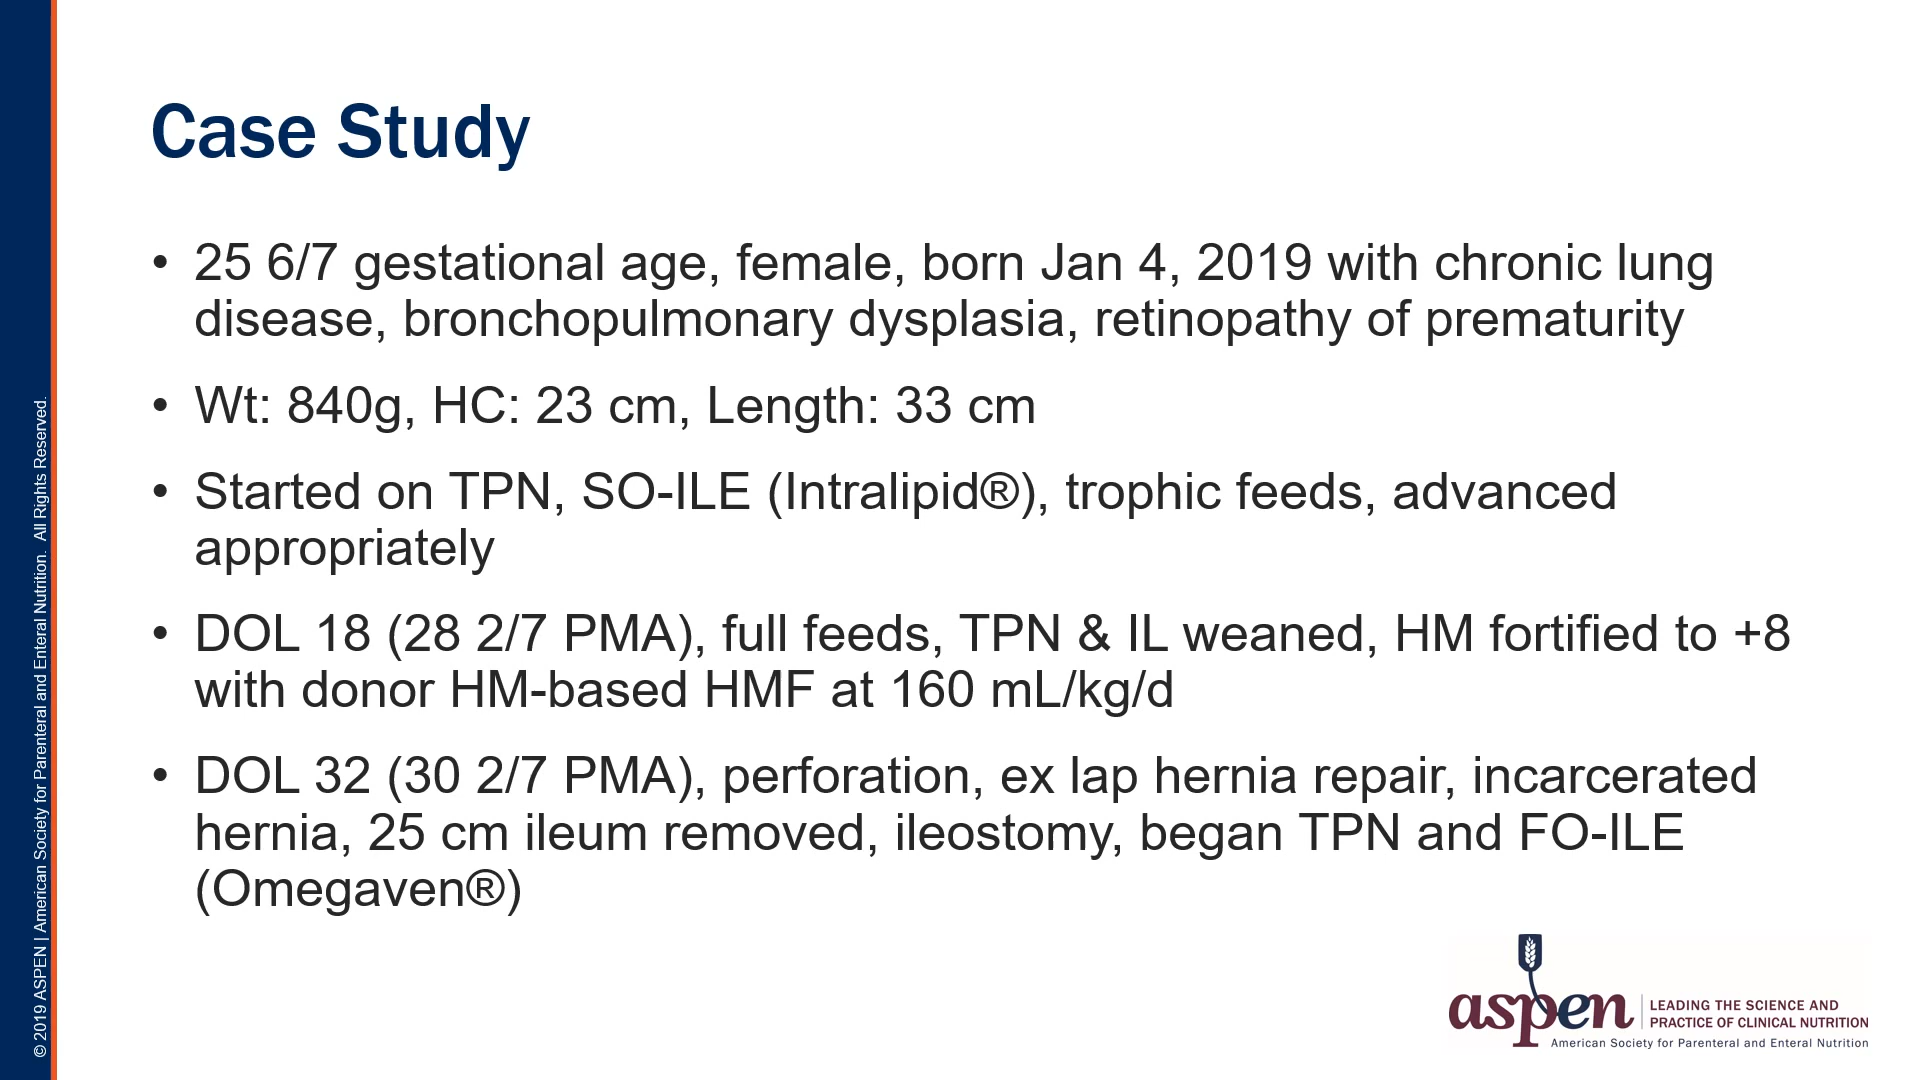 Case Study
• 25 6/7 gestational age, female, born Jan 4, 2019 with chronic lung
disease, bronchopulmonary dysplasia, retinopathy of prematurity
• Wt: 840g, HC: 23 cm, Length: 33 cm
• Started on TPN, SO-ILE (Intralipid®), trophic feeds, advanced
appropriately
• DOL 18 (28 2/7 PMA), full feeds, TPN & IL weaned, HM fortified to +8
with donor HM-based HMF at 160 mL/kg/d
• DOL 32 (30 2/7 PMA), perforation, ex lap hernia repair, incarcerated
hernia, 25 cm ileum removed, ileostomy, began TPN and FO-ILE
(Omegaven®)
© 2019 ASPEN | American Society for Parenteral and Enteral Nutrition. All Rights Reserved.
aspen
LEADING THE SCIENCE AND
PRACTICE OF CLINICAL NUTRITION
American Society for Parenteral and Enteral Nutrition